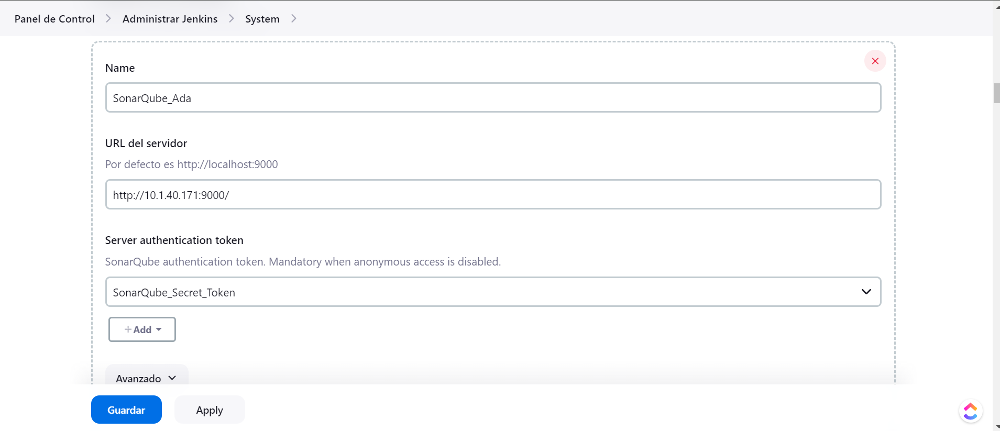 Panel de Control > Administrar Jenkins > System >
Name
SonarQube_Ada
URL del servidor
Por defecto es http://localhost:9000
http://10.1.40.171:9000/
Server authentication token
SonarQube authentication token. Mandatory when anonymous access is disabled.
SonarQube_Secret_Token
+ Add
Avanzado
Guardar Apply